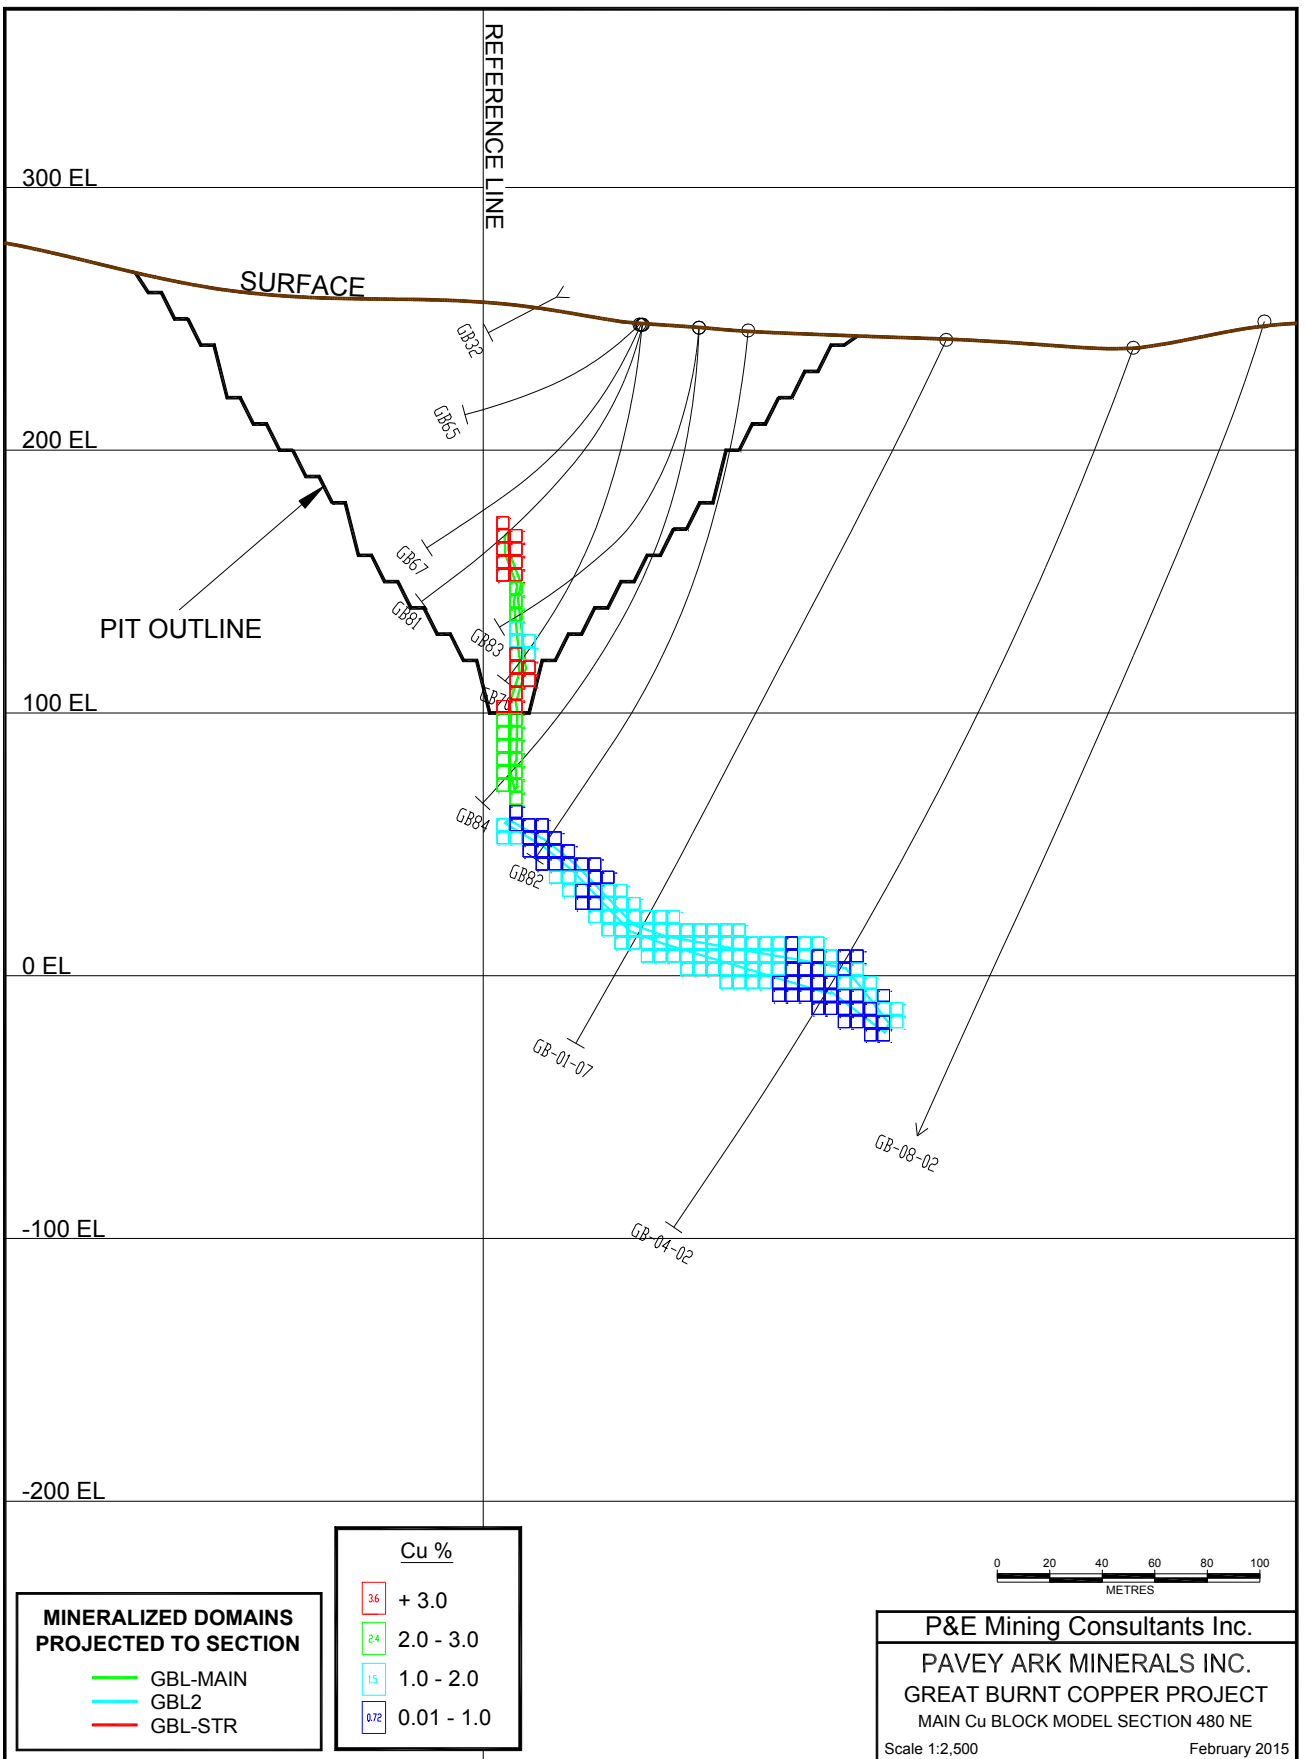 REFERENCE LINE
300 EL
SURFACE
GB32
GB65
200 EL
GB67
GB81
PIT OUTLINE
GB83
100 EL
GB84
GB82
0 EL
GB-01-07
GB-08-02
-100 EL
GB-04-02
-200 EL
Cu %
3.6 + 3.0
2.4 2.0 - 3.0
1.5 1.0 - 2.0
0.72 0.01 - 1.0
MINERALIZED DOMAINS
PROJECTED TO SECTION
GBL-MAIN
GBL2
GBL-STR
0 20 40 60 80 100
METRES
P&E Mining Consultants Inc.
PAVEY ARK MINERALS INC.
GREAT BURNT COPPER PROJECT
MAIN Cu BLOCK MODEL SECTION 480 NE
Scale 1:2,500 February 2015